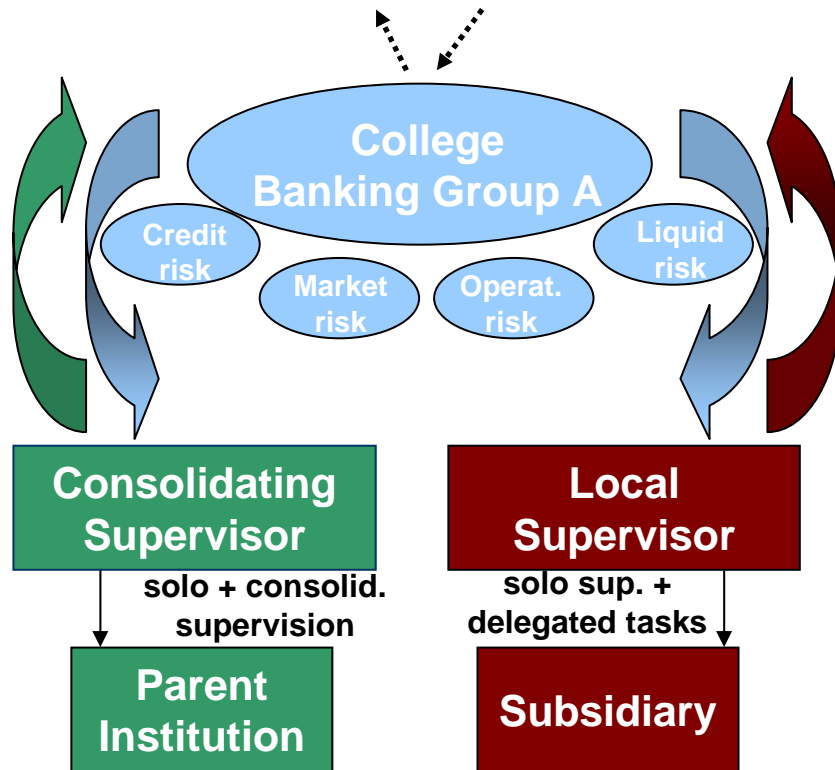 College
Banking Group A
Credit
risk
Liquid
risk
Market
risk
Operat.
risk
Consolidating
Supervisor
Local
Supervisor
solo + consolid.
supervision
solo sup. +
delegated tasks
Parent
Institution
Subsidiary